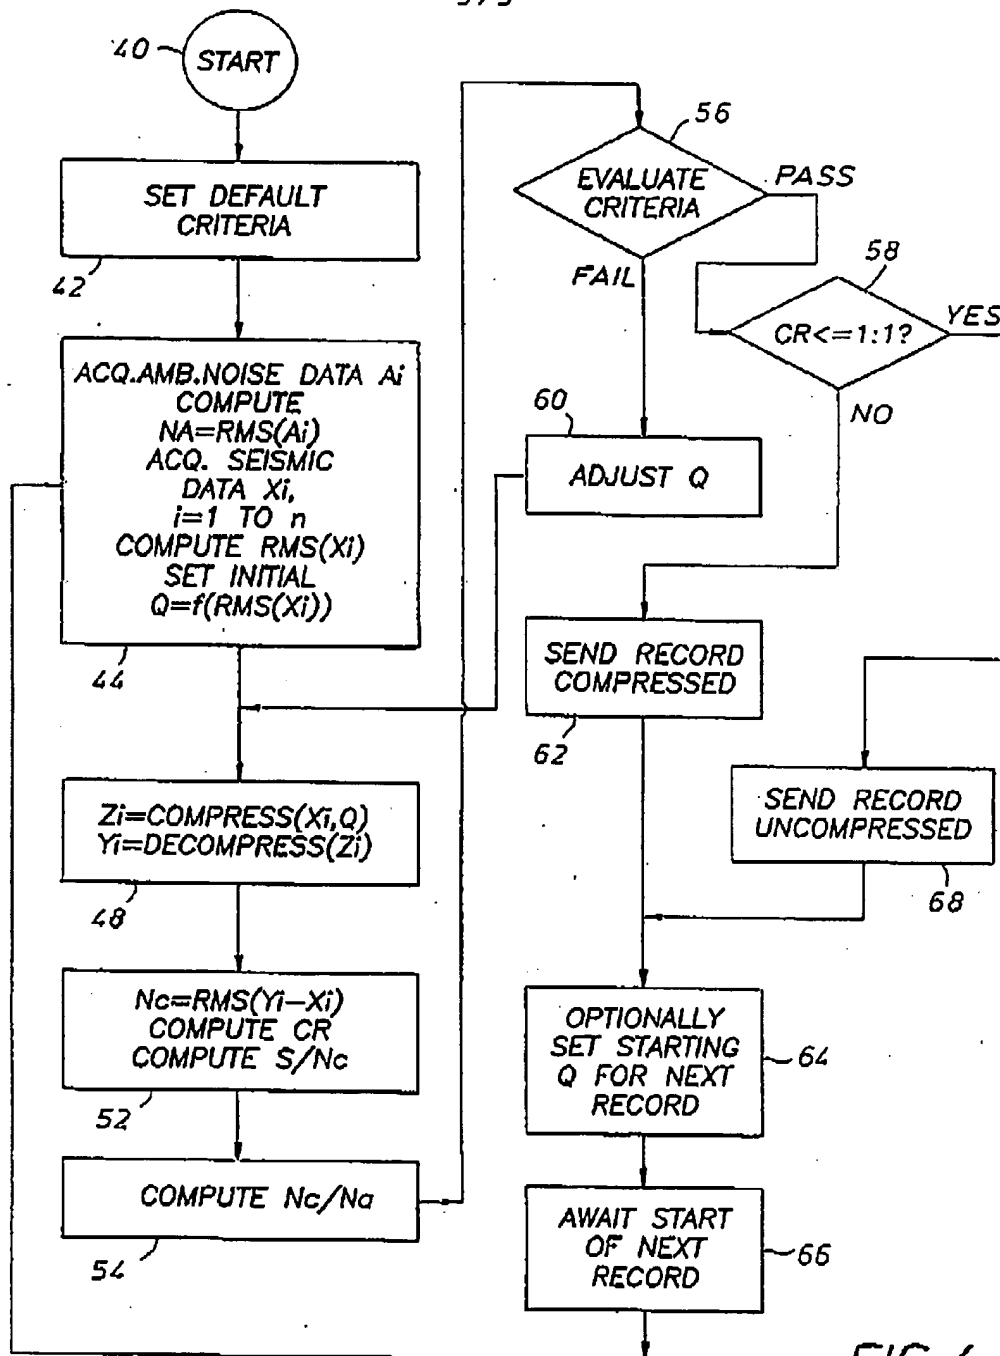 40
START
SET DEFAULT
CRITERIA
42
ACQ.AMB.NOISE DATA Ai
COMPUTE
NA=RMS(Ai)
ACQ. SEISMIC
DATA Xi,
i=1 TO n
COMPUTE RMS(Xi)
SET INITIAL
Q=f(RMS(Xi))
44
Zi=COMPRESS(Xi,Q)
Yi=DECOMPRESS(Zi)
48
Nc=RMS(Yi-Xi)
COMPUTE CR
COMPUTE S/Nc
52
COMPUTE Nc/Na
54
56
EVALUATE
CRITERIA
PASS
FAIL
58
CR<=1:1?
YES
NO
60
ADJUST Q
SEND RECORD
COMPRESSED
62
SEND RECORD
UNCOMPRESSED
68
OPTIONALLY
SET STARTING
Q FOR NEXT
RECORD
64
AWAIT START
OF NEXT
RECORD
66